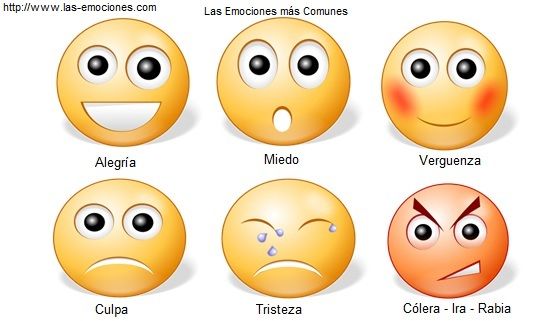 http://www.las-emociones.com
Las Emociones más Comunes
Alegría
Miedo
Verguenza
Culpa
Tristeza
Cólera - Ira - Rabia